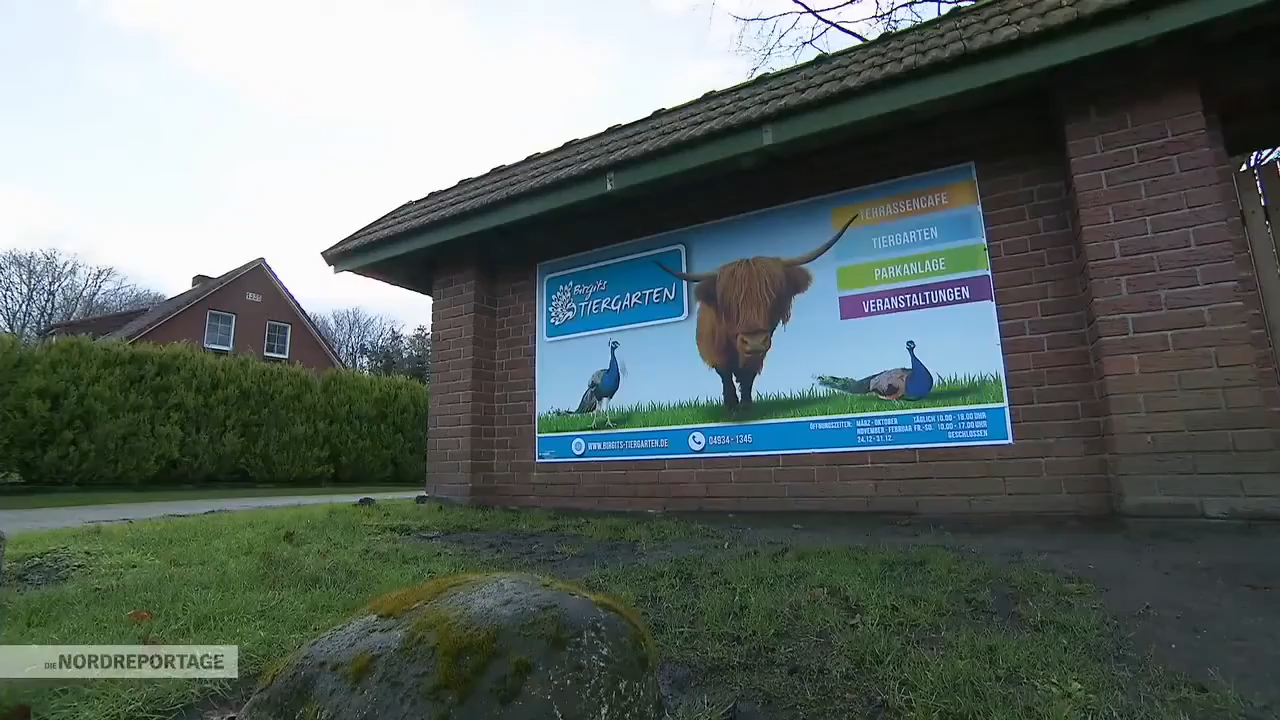 TERRASSENCAFE
TIERGARTEN
PARKANLAGE
VERANSTALTUNGEN
Birgits
TIERGARTEN
WWW.BIRGITS-TIERGARTEN.DE
04934 - 1345
ÖFFNUNGSZEITEN: MÄRZ - OKTOBER TÄGLICH 10.00 - 18.00 UHR
NOVEMBER - FEBRUAR FR.-SO. 10.00 - 17.00 UHR
24.12.-31.12. GESCHLOSSEN
DIE NORDREPORTAGE